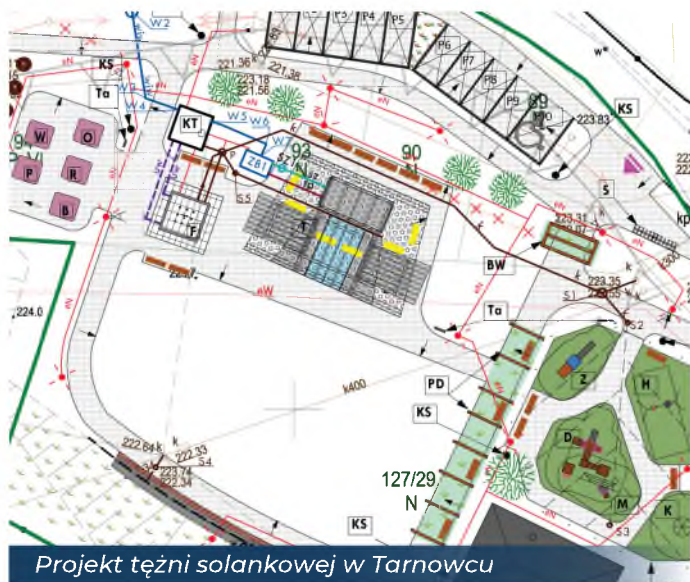 P3
P4
P5
P6
P7
P8
P9
W2
KS
Ta
W3
W4
221.36
223.18
221.56
221.38
KS
223.83
W5
W6
W7
KT
ZB1
93
N
90
N
W
O
P
R
B
S.5
F
T
S
223.31
BW
223.35
S1
S2
Ta
224.0
eW
k400
k300
PD
KS
Z
H
D
M
K
S3
222.64
k
k
222.33
223.74
222.34
S4
127/29
N
KS
Projekt tężni solankowej w Tarnowcu